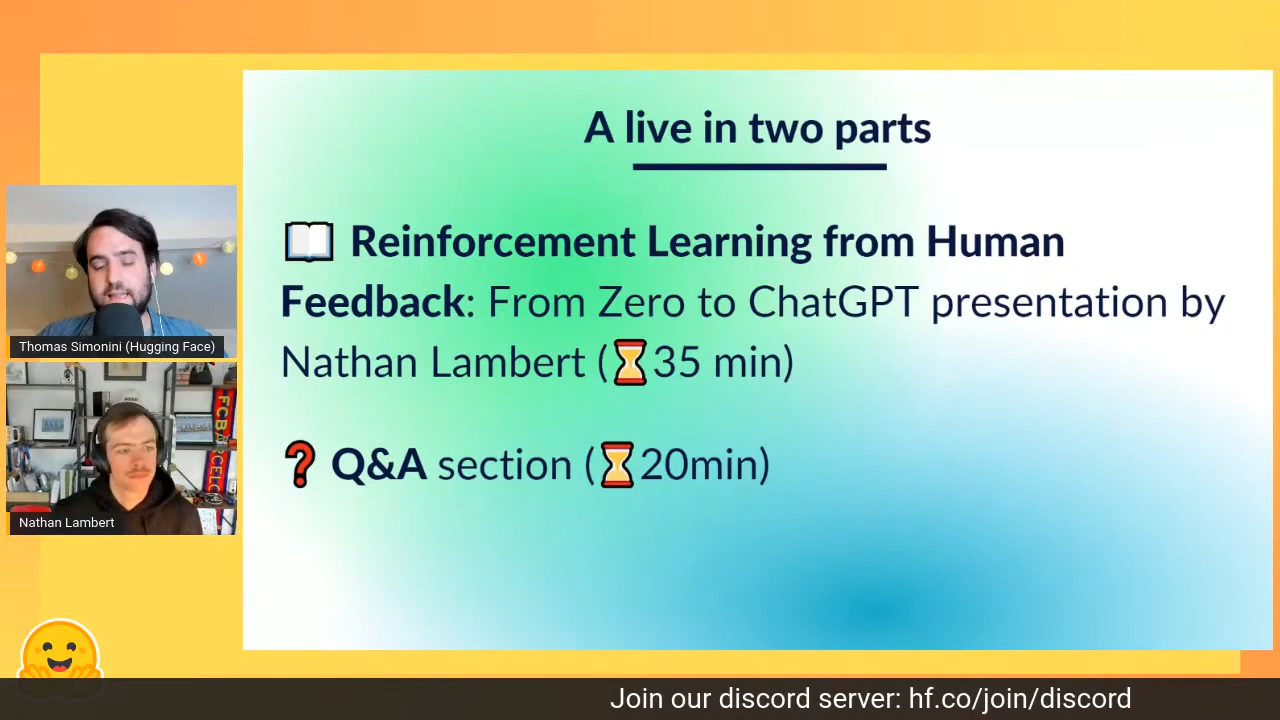 A live in two parts
📖 Reinforcement Learning from Human
Feedback: From Zero to ChatGPT presentation by
Nathan Lambert (⏳35 min)
❓ Q&A section (⏳20min)
Thomas Simonini (Hugging Face)
FCBARCELO
Nathan Lambert
Join our discord server: hf.co/join/discord